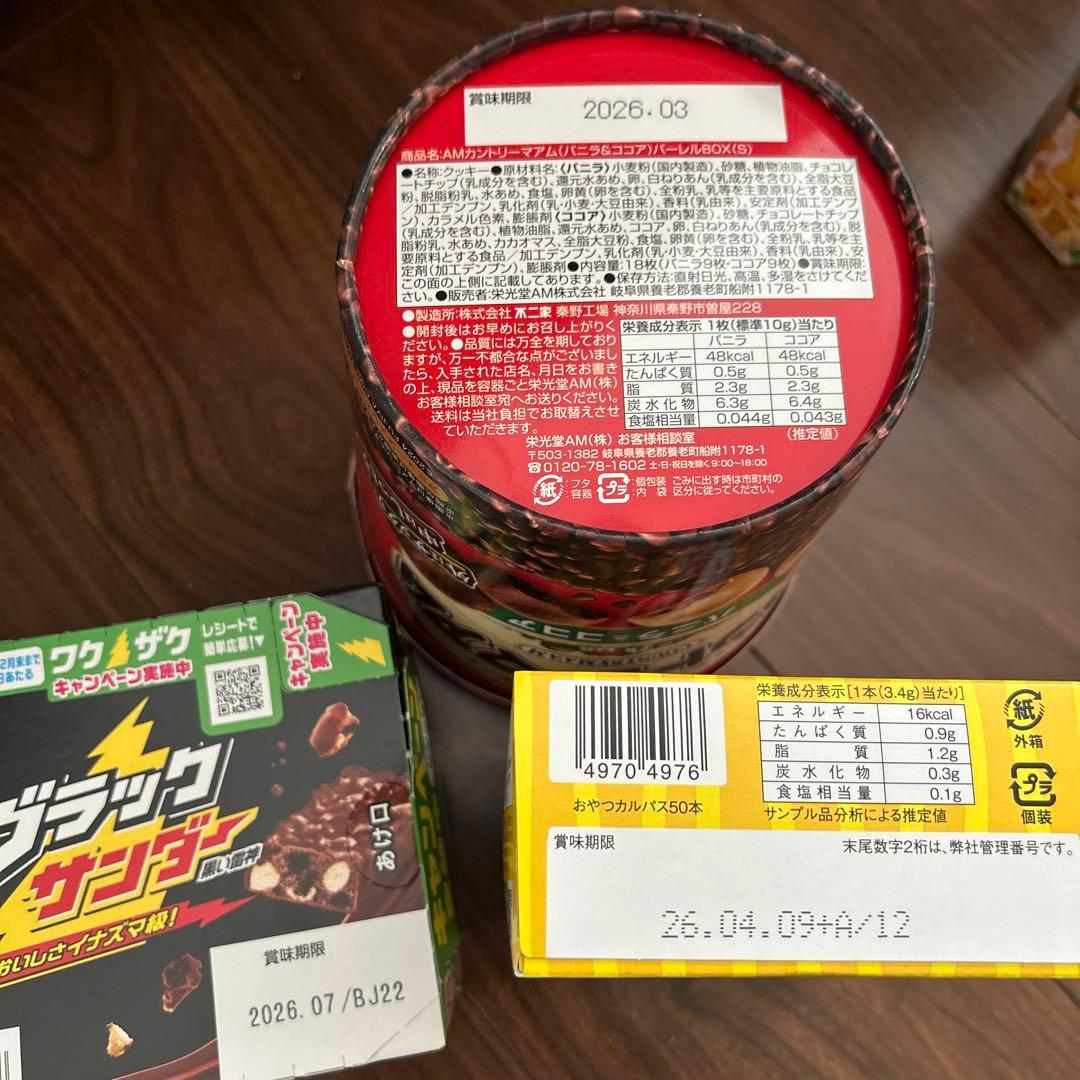 賞味期限
2026.03
商品名:AMカントリーマアム(バニラ&ココア)バーレルBOX(S)
●名称:クッキー●原材料名:〈バニラ〉小麦粉(国内製造)、砂糖、植物油脂、チョコレ
ートチップ(乳成分を含む)、還元水あめ、卵、白ねりあん(乳成分を含む)、全脂大豆
粉、脱脂粉乳、水あめ、食塩、卵黄(卵を含む)、全粉乳、乳等を主要原料とする食品
/加工デンプン、乳化剤(乳・小麦・大豆由来)、香料(乳由来)、安定剤(加工デンプ
ン)、カラメル色素、膨脹剤〈ココア〉小麦粉(国内製造)、砂糖、チョコレートチップ
(乳成分を含む)、植物油脂、還元水あめ、ココア、卵、白ねりあん(乳成分を含む)、脱
脂粉乳、水あめ、カカオマス、全脂大豆粉、食塩、卵黄(卵を含む)、全粉乳、乳等を主
要原料とする食品/加工デンプン、乳化剤(乳・小麦・大豆由来)、香料(乳由来)、安
定剤(加工デンプン)、膨脹剤●内容量:18枚(バニラ9枚・ココア9枚)●賞味期限:
この面の上側に記載してあります。●保存方法:直射日光、高温、多湿をさけてくださ
い。●販売者:栄光堂AM株式会社 岐阜県養老郡養老町船附1178-1
●製造所:株式会社 不二家 秦野工場 神奈川県秦野市曽屋228
●開封後はお早めにお召し上がりく
ださい。●品質には万全を期しており
ますが、万一不都合な点がございまし
たら、入手された店名、月日をお書き
の上、現品を容器ごと栄光堂AM(株)
お客様相談室宛へお送りください。
送料は当社負担でお取替えさせ
ていただきます。
栄養成分表示 1枚(標準10g)当たり
バニラ ココア
エネルギー 48kcal 48kcal
たんぱく質 0.5g 0.5g
脂質 2.3g 2.3g
炭水化物 6.3g 6.4g
食塩相当量 0.044g 0.043g
(推定値)
栄光堂AM(株) お客様相談室
〒503-1382 岐阜県養老郡養老町船附1178-1
☎0120-78-1602 土・日・祝日を除く 9:00~18:00
紙 :フタ 容器 プラ :個包装 内袋 ごみに出す時は市町村の
区分に従ってください。
バニラ&ココア
COUNTRY MA'AM
2月末まで
ワクザク
キャンペーン実施中
レシートで
簡単応募!▼
キャンペーン
実施中
ブラック
サンダー
黒い雷神
おいしさイナズマ級!
あけ口
キャンペーン
賞味期限
2026.07/BJ22
4970 4976
おやつカルパス50本
栄養成分表示[1本(3.4g)当たり]
エネルギー 16kcal
たんぱく質 0.9g
脂質 1.2g
炭水化物 0.3g
食塩相当量 0.1g
サンプル品分析による推定値
紙
外箱
プラ
個装
賞味期限
末尾数字2桁は、弊社管理番号です。
26.04.09+A/12